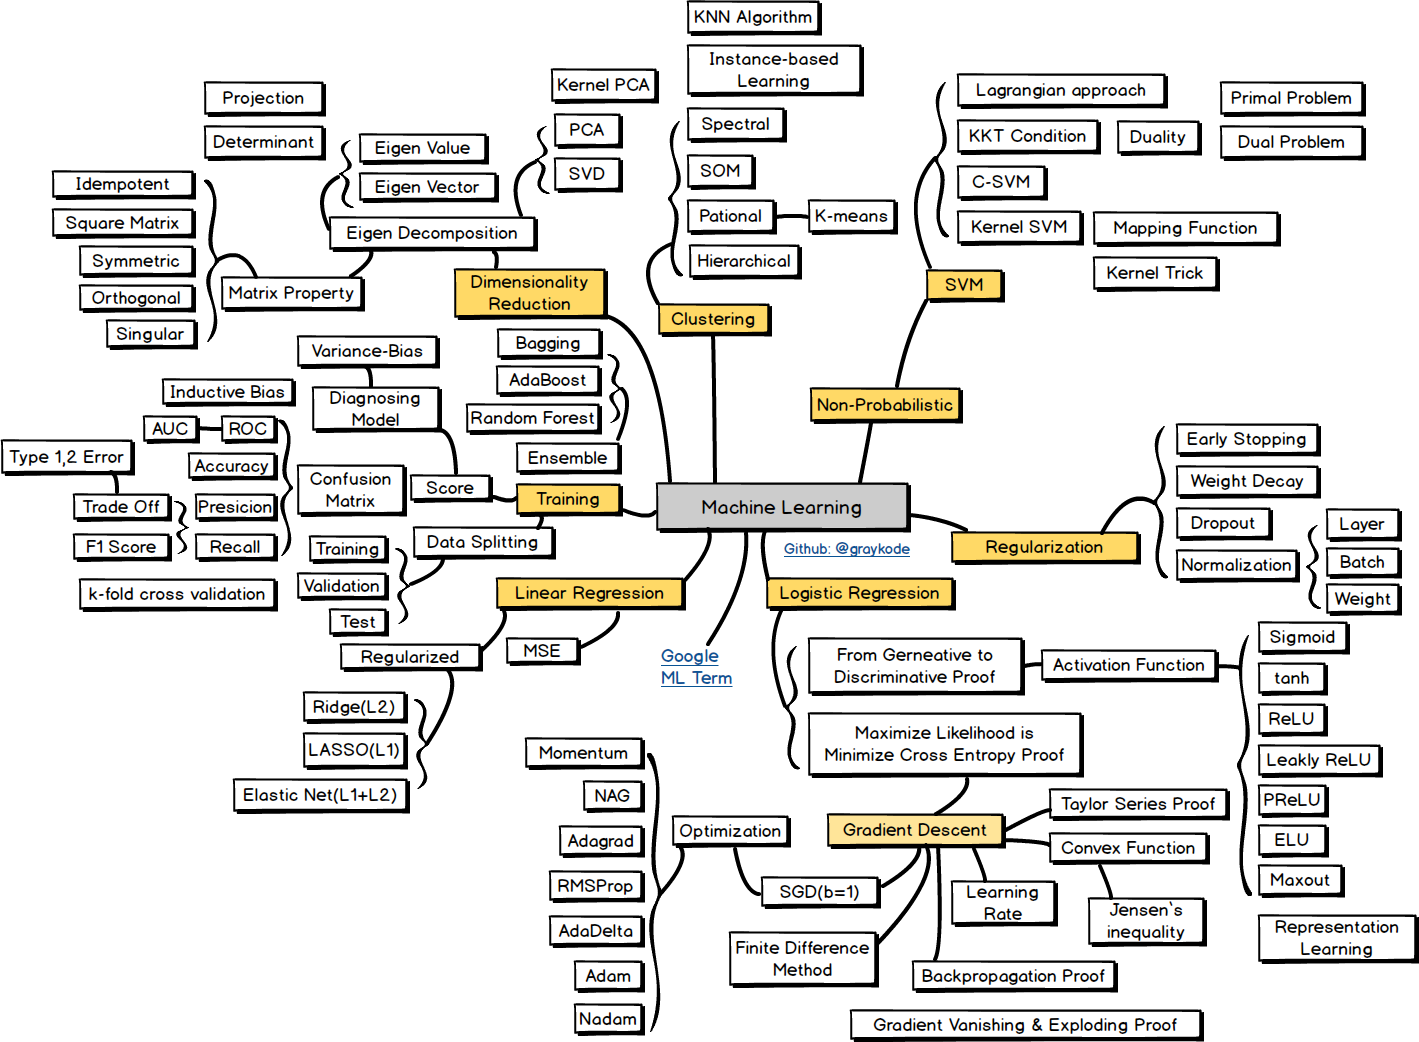 KNN Algorithm
Instance-based
Learning
Kernel PCA
PCA
SVD
Spectral
SOM
Pational
K-means
Hierarchical
Clustering
Lagrangian approach
KKT Condition
Duality
C-SVM
Kernel SVM
Mapping Function
Kernel Trick
Primal Problem
Dual Problem
SVM
Non-Probabilistic
Projection
Determinant
Eigen Value
Eigen Vector
Eigen Decomposition
Idempotent
Square Matrix
Symmetric
Orthogonal
Singular
Matrix Property
Dimensionality
Reduction
Variance-Bias
Diagnosing
Model
Bagging
AdaBoost
Random Forest
Ensemble
Inductive Bias
AUC
ROC
Type 1,2 Error
Accuracy
Trade Off
Presicion
F1 Score
Recall
Confusion
Matrix
Score
Training
Data Splitting
Training
Validation
Test
k-fold cross validation
Machine Learning
Github: @graykode
Early Stopping
Weight Decay
Dropout
Normalization
Layer
Batch
Weight
Regularization
Linear Regression
MSE
Regularized
Ridge(L2)
LASSO(L1)
Elastic Net(L1+L2)
Google
ML Term
Logistic Regression
From Gerneative to
Discriminative Proof
Activation Function
Sigmoid
tanh
ReLU
Leakly ReLU
PReLU
ELU
Maxout
Representation
Learning
Maximize Likelihood is
Minimize Cross Entropy Proof
Gradient Descent
Taylor Series Proof
Convex Function
Jensen`s
inequality
Learning
Rate
SGD(b=1)
Optimization
Momentum
NAG
Adagrad
RMSProp
AdaDelta
Adam
Nadam
Finite Difference
Method
Backpropagation Proof
Gradient Vanishing & Exploding Proof